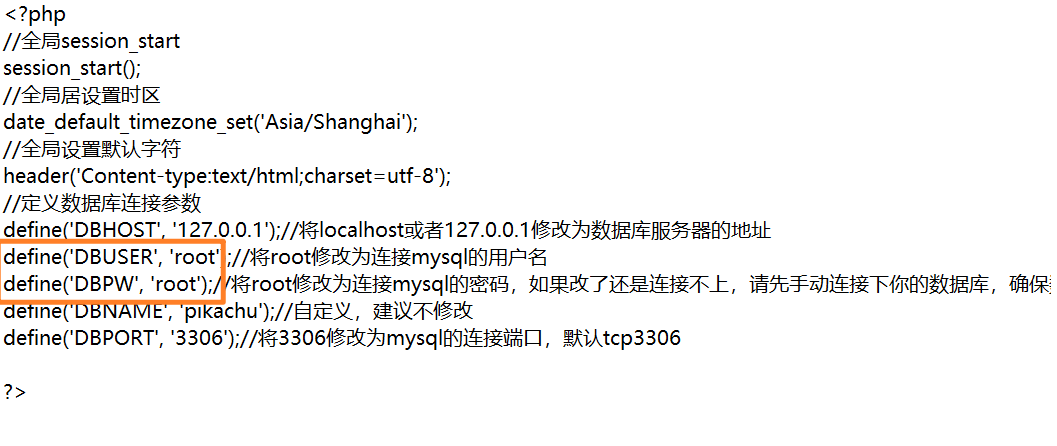 <?php
//全局session_start
session_start();
//全局居设置时区
date_default_timezone_set('Asia/Shanghai');
//全局设置默认字符
header('Content-type:text/html;charset=utf-8');
//定义数据库连接参数
define('DBHOST', '127.0.0.1');//将localhost或者127.0.0.1修改为数据库服务器的地址
define('DBUSER', 'root');//将root修改为连接mysql的用户名
define('DBPW', 'root');//将root修改为连接mysql的密码，如果改了还是连接不上，请先手动连接下你的数据库，确保
define('DBNAME', 'pikachu');//自定义，建议不修改
define('DBPORT', '3306');//将3306修改为mysql的连接端口，默认tcp3306
?>